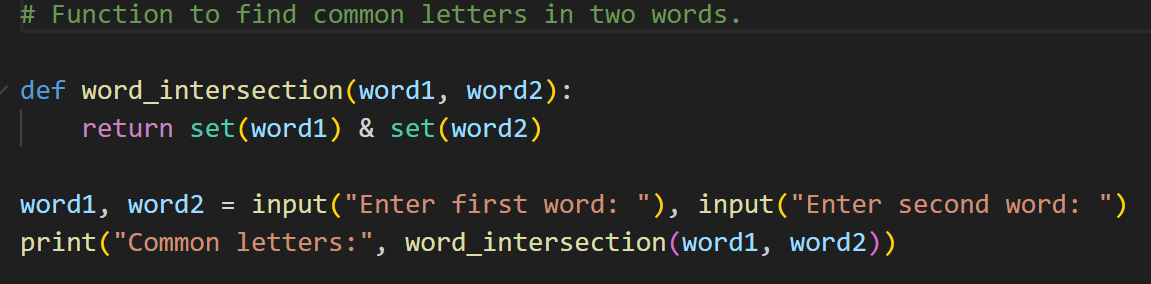 # Function to find common letters in two words.
def word_intersection(word1, word2):
    return set(word1) & set(word2)
word1, word2 = input("Enter first word: "), input("Enter second word: ")
print("Common letters:", word_intersection(word1, word2))